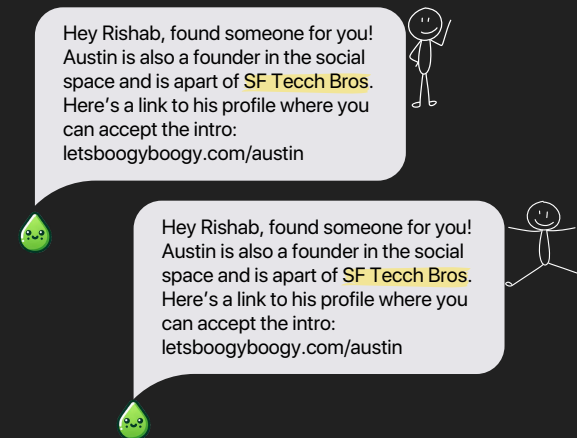 Hey Rishab, found someone for you!
Austin is also a founder in the social
space and is apart of SF Tecch Bros.
Here's a link to his profile where you
can accept the intro:
letsboogyboogy.com/austin
Hey Rishab, found someone for you!
Austin is also a founder in the social
space and is apart of SF Tecch Bros.
Here's a link to his profile where you
can accept the intro:
letsboogyboogy.com/austin